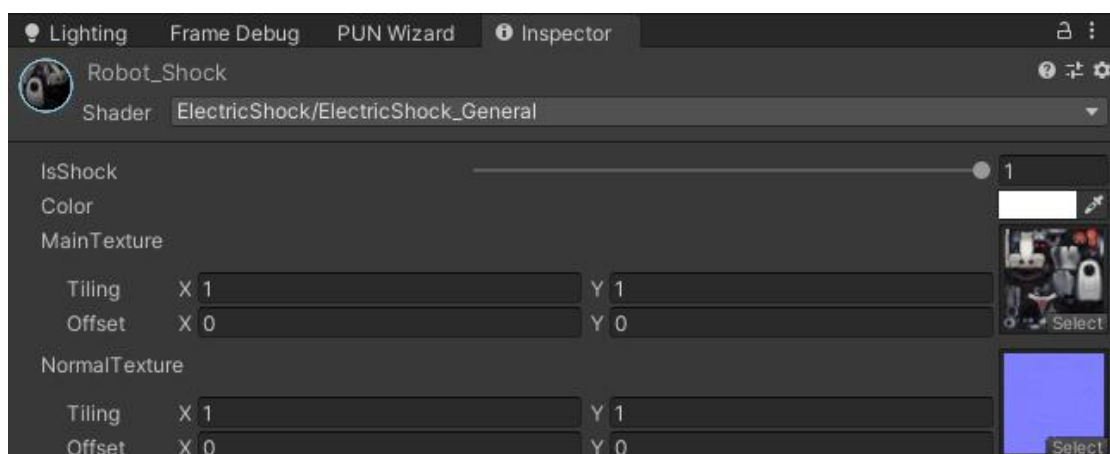 Lighting Frame Debug PUN Wizard Inspector
Robot_Shock
Shader ElectricShock/ElectricShock_General
IsShock 1
Color
MainTexture
Tiling X 1 Y 1
Offset X 0 Y 0 Select
NormalTexture
Tiling X 1 Y 1
Offset X 0 Y 0 Select